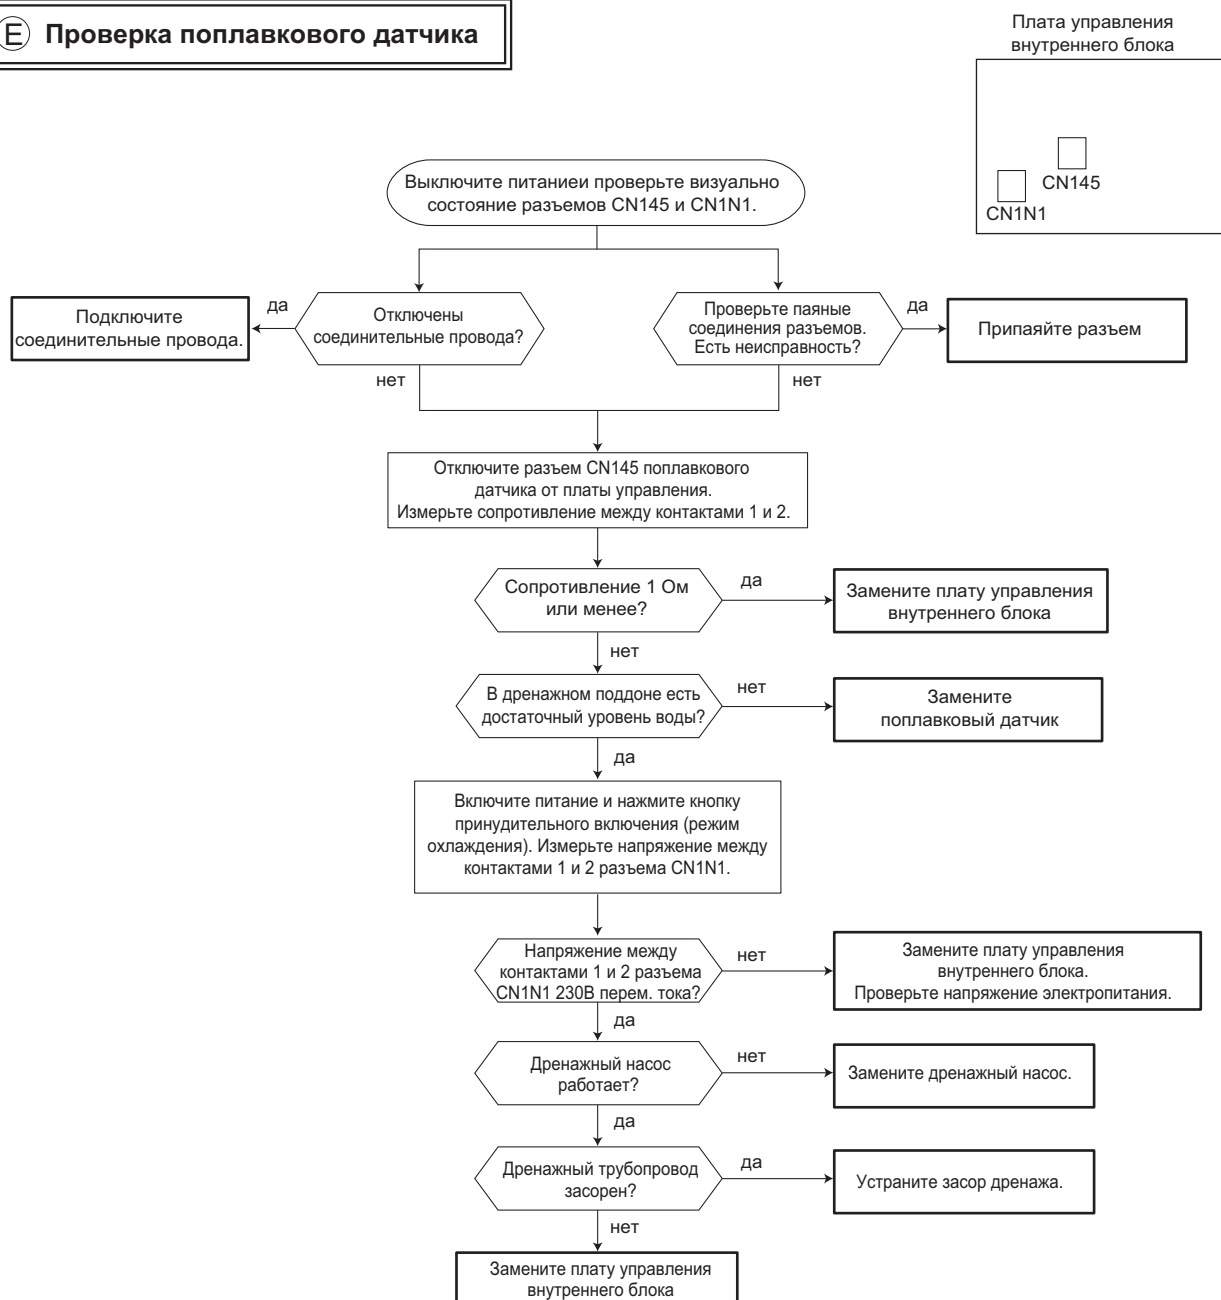 Е Проверка поплавкового датчика
Плата управления
внутреннего блока
CN145
CN1N1
Выключите питаниеи проверьте визуально
состояние разъемов CN145 и CN1N1.
Отключены
соединительные провода?
да
Подключите
соединительные провода.
нет
Проверьте паяные
соединения разъемов.
Есть неисправность?
да
Припаяйте разъем
нет
Отключите разъем CN145 поплавкового
датчика от платы управления.
Измерьте сопротивление между контактами 1 и 2.
Сопротивление 1 Ом
или менее?
да
Замените плату управления
внутреннего блока
нет
В дренажном поддоне есть
достаточный уровень воды?
нет
Замените
поплавковый датчик
да
Включите питание и нажмите кнопку
принудительного включения (режим
охлаждения). Измерьте напряжение между
контактами 1 и 2 разъема CN1N1.
Напряжение между
контактами 1 и 2 разъема
CN1N1 230В перем. тока?
нет
Замените плату управления
внутреннего блока.
Проверьте напряжение электропитания.
да
Дренажный насос
работает?
нет
Замените дренажный насос.
да
Дренажный трубопровод
засорен?
да
Устраните засор дренажа.
нет
Замените плату управления
внутреннего блока